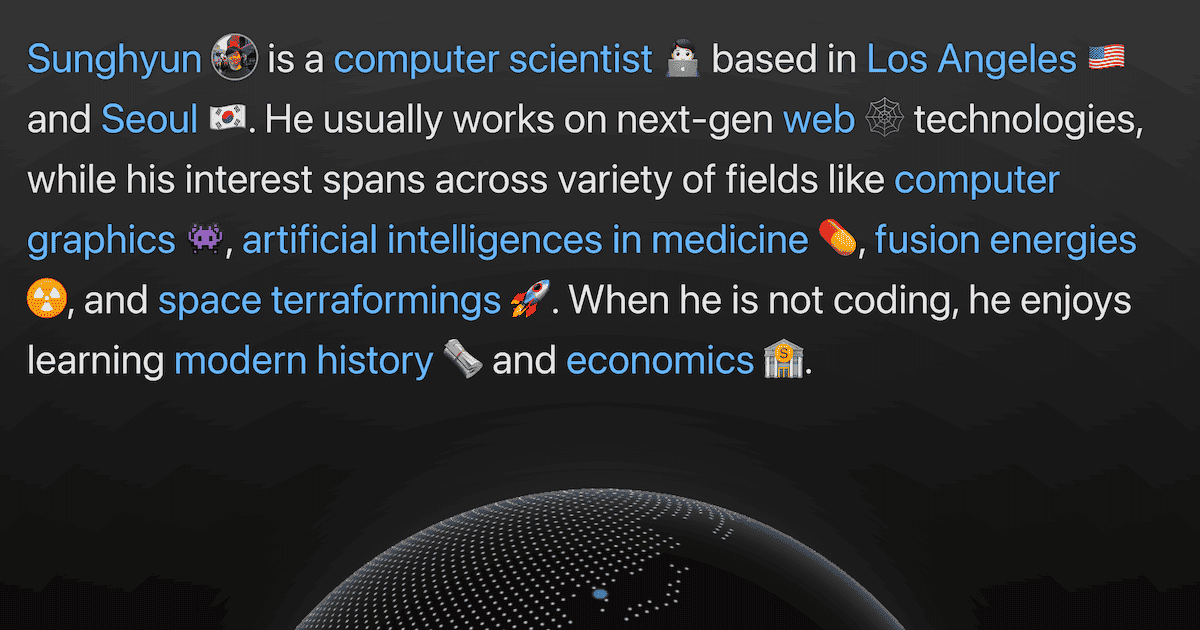 Sunghyun is a computer scientist 🧑🏻‍💻 based in Los Angeles 🇺🇸
and Seoul 🇰🇷. He usually works on next-gen web 🕸 technologies,
while his interest spans across variety of fields like computer
graphics 👾, artificial intelligences in medicine 💊, fusion energies
☢️, and space terraformings 🚀. When he is not coding, he enjoys
learning modern history 🗞 and economics 🏦.